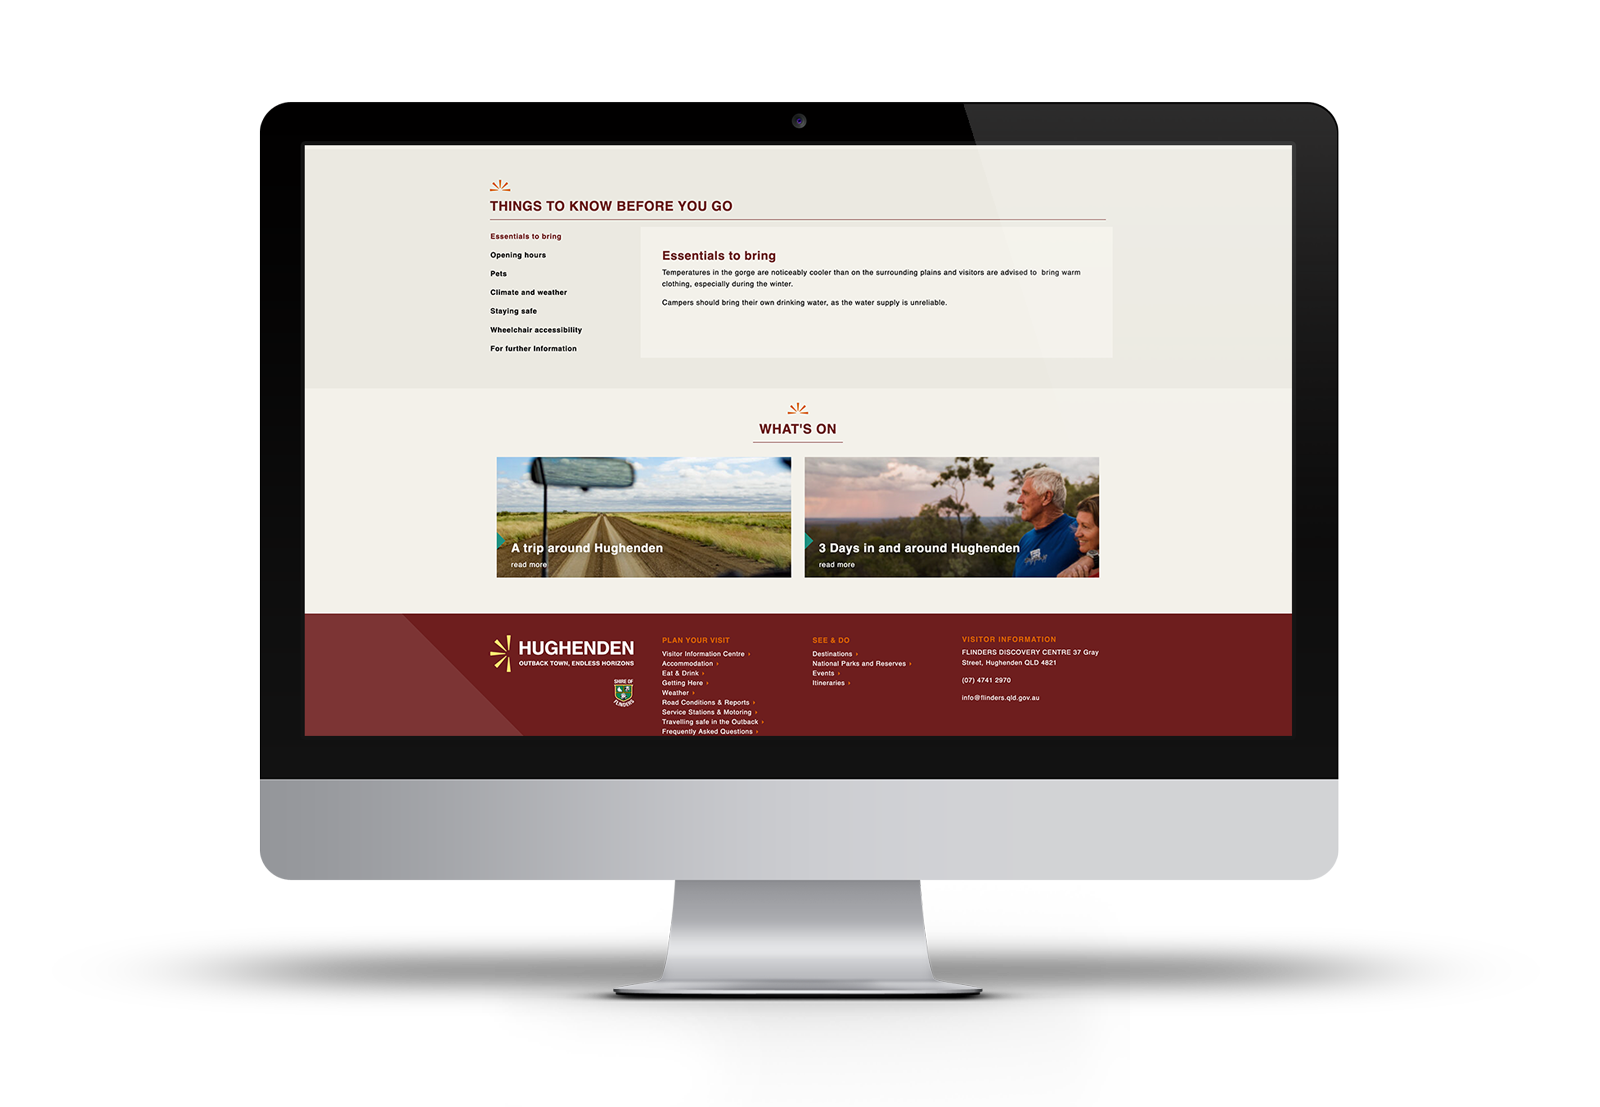 THINGS TO KNOW BEFORE YOU GO
Essentials to bring
Opening hours
Pets
Climate and weather
Staying safe
Wheelchair accessibility
For further Information
Essentials to bring
Temperatures in the gorge are noticeably cooler than on the surrounding plains and visitors are advised to bring warm
clothing, especially during the winter.
Campers should bring their own drinking water, as the water supply is unreliable.
WHAT'S ON
A trip around Hughenden
read more
3 Days in and around Hughenden
read more
HUGHENDEN
OUTBACK TOWN, ENDLESS HORIZONS
SHIRE OF
FLINDERS
PLAN YOUR VISIT
Visitor Information Centre ›
Accommodation ›
Eat & Drink ›
Getting Here ›
Weather ›
Road Conditions & Reports ›
Service Stations & Motoring ›
Travelling safe in the Outback ›
Frequently Asked Questions ›
SEE & DO
Destinations ›
National Parks and Reserves ›
Events ›
Itineraries ›
VISITOR INFORMATION
FLINDERS DISCOVERY CENTRE 37 Gray
Street, Hughenden QLD 4821
(07) 4741 2970
info@flinders.qld.gov.au